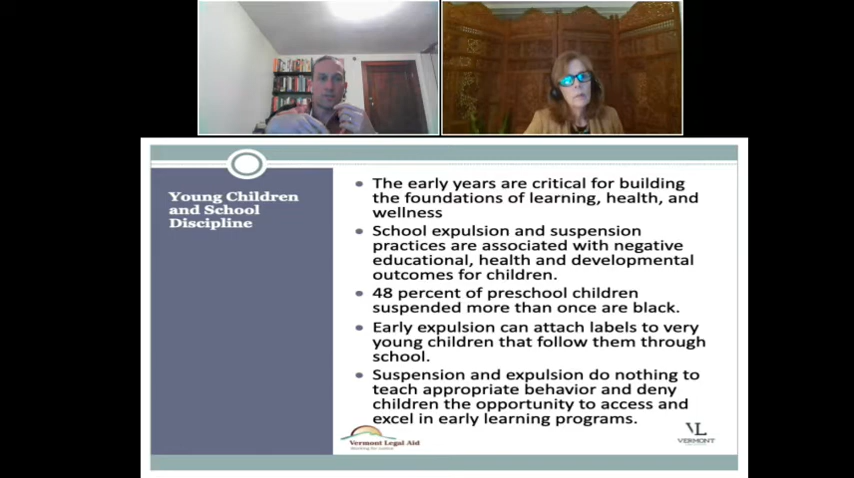 Young Children
and School
Discipline
The early years are critical for building
the foundations of learning, health, and
wellness
School expulsion and suspension
practices are associated with negative
educational, health and developmental
outcomes for children.
48 percent of preschool children
suspended more than once are black.
Early expulsion can attach labels to very
young children that follow them through
school.
Suspension and expulsion do nothing to
teach appropriate behavior and deny
children the opportunity to access and
excel in early learning programs.
Vermont Legal Aid
VL
VERMONT